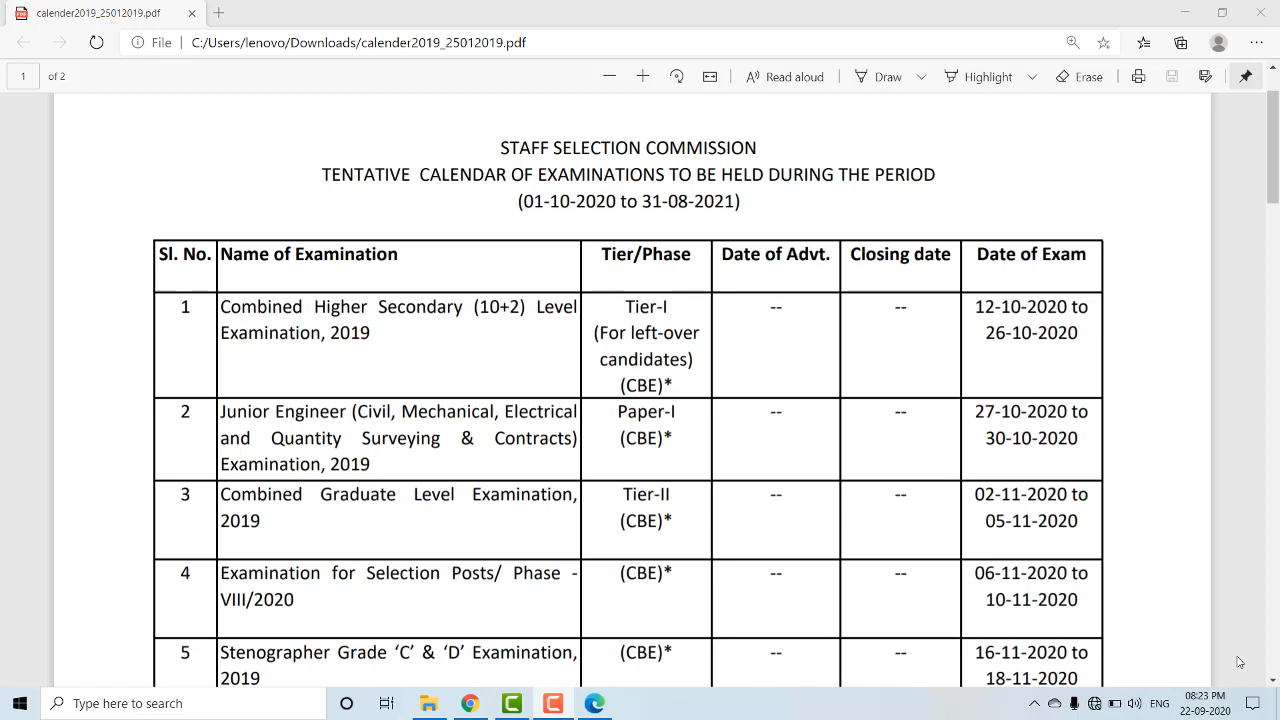 calender2019_25012019.pdf
File C:/Users/lenovo/Downloads/calender2019_25012019.pdf
1 of 2 Read aloud Draw Highlight Erase
STAFF SELECTION COMMISSION
TENTATIVE CALENDAR OF EXAMINATIONS TO BE HELD DURING THE PERIOD
(01-10-2020 to 31-08-2021)
Sl. No. Name of Examination Tier/Phase Date of Advt. Closing date Date of Exam
1 Combined Higher Secondary (10+2) Level Tier-I -- -- 12-10-2020 to
Examination, 2019 (For left-over 26-10-2020
candidates)
(CBE)*
2 Junior Engineer (Civil, Mechanical, Electrical Paper-I -- -- 27-10-2020 to
and Quantity Surveying & Contracts) (CBE)* 30-10-2020
Examination, 2019
3 Combined Graduate Level Examination, Tier-II -- -- 02-11-2020 to
2019 (CBE)* 05-11-2020
4 Examination for Selection Posts/ Phase - (CBE)* -- -- 06-11-2020 to
VIII/2020 10-11-2020
5 Stenographer Grade ‘C’ & ‘D’ Examination, (CBE)* -- -- 16-11-2020 to
2019 18-11-2020
Type here to search
08:23 PM
22-09-2020